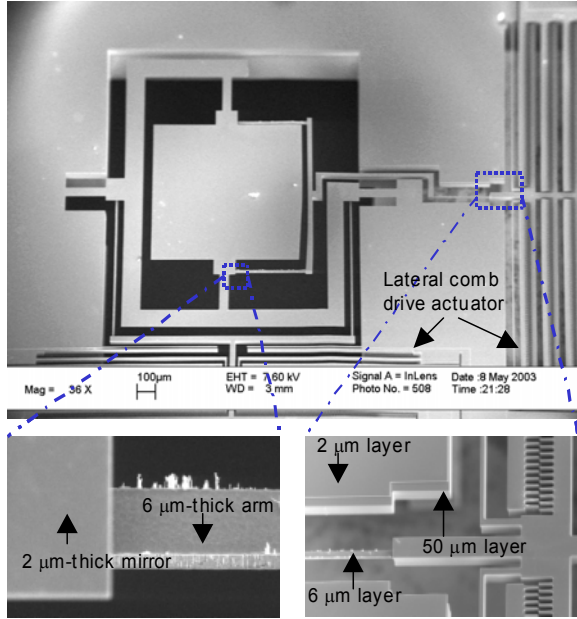 Lateral comb
drive actuator
Mag = 36 X
100µm
EHT = 7.60 kV
WD = 3 mm
Signal A = InLens
Photo No. = 508
Date :8 May 2003
Time :21:28
2 µm layer
6 µm-thick arm
2 µm-thick mirror
50 µm layer
6 µm layer